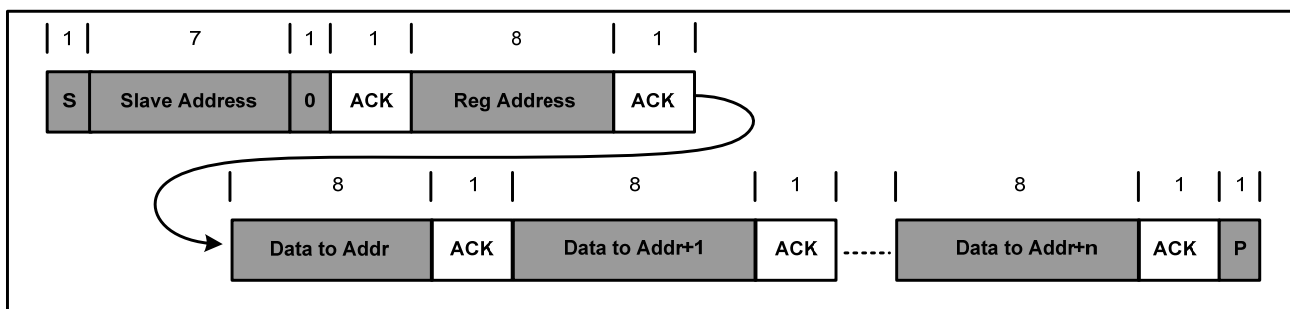 1 7 1 1 8 1
S Slave Address 0 ACK Reg Address ACK
8 1 8 1 8 1 1
Data to Addr ACK Data to Addr+1 ACK Data to Addr+n ACK P